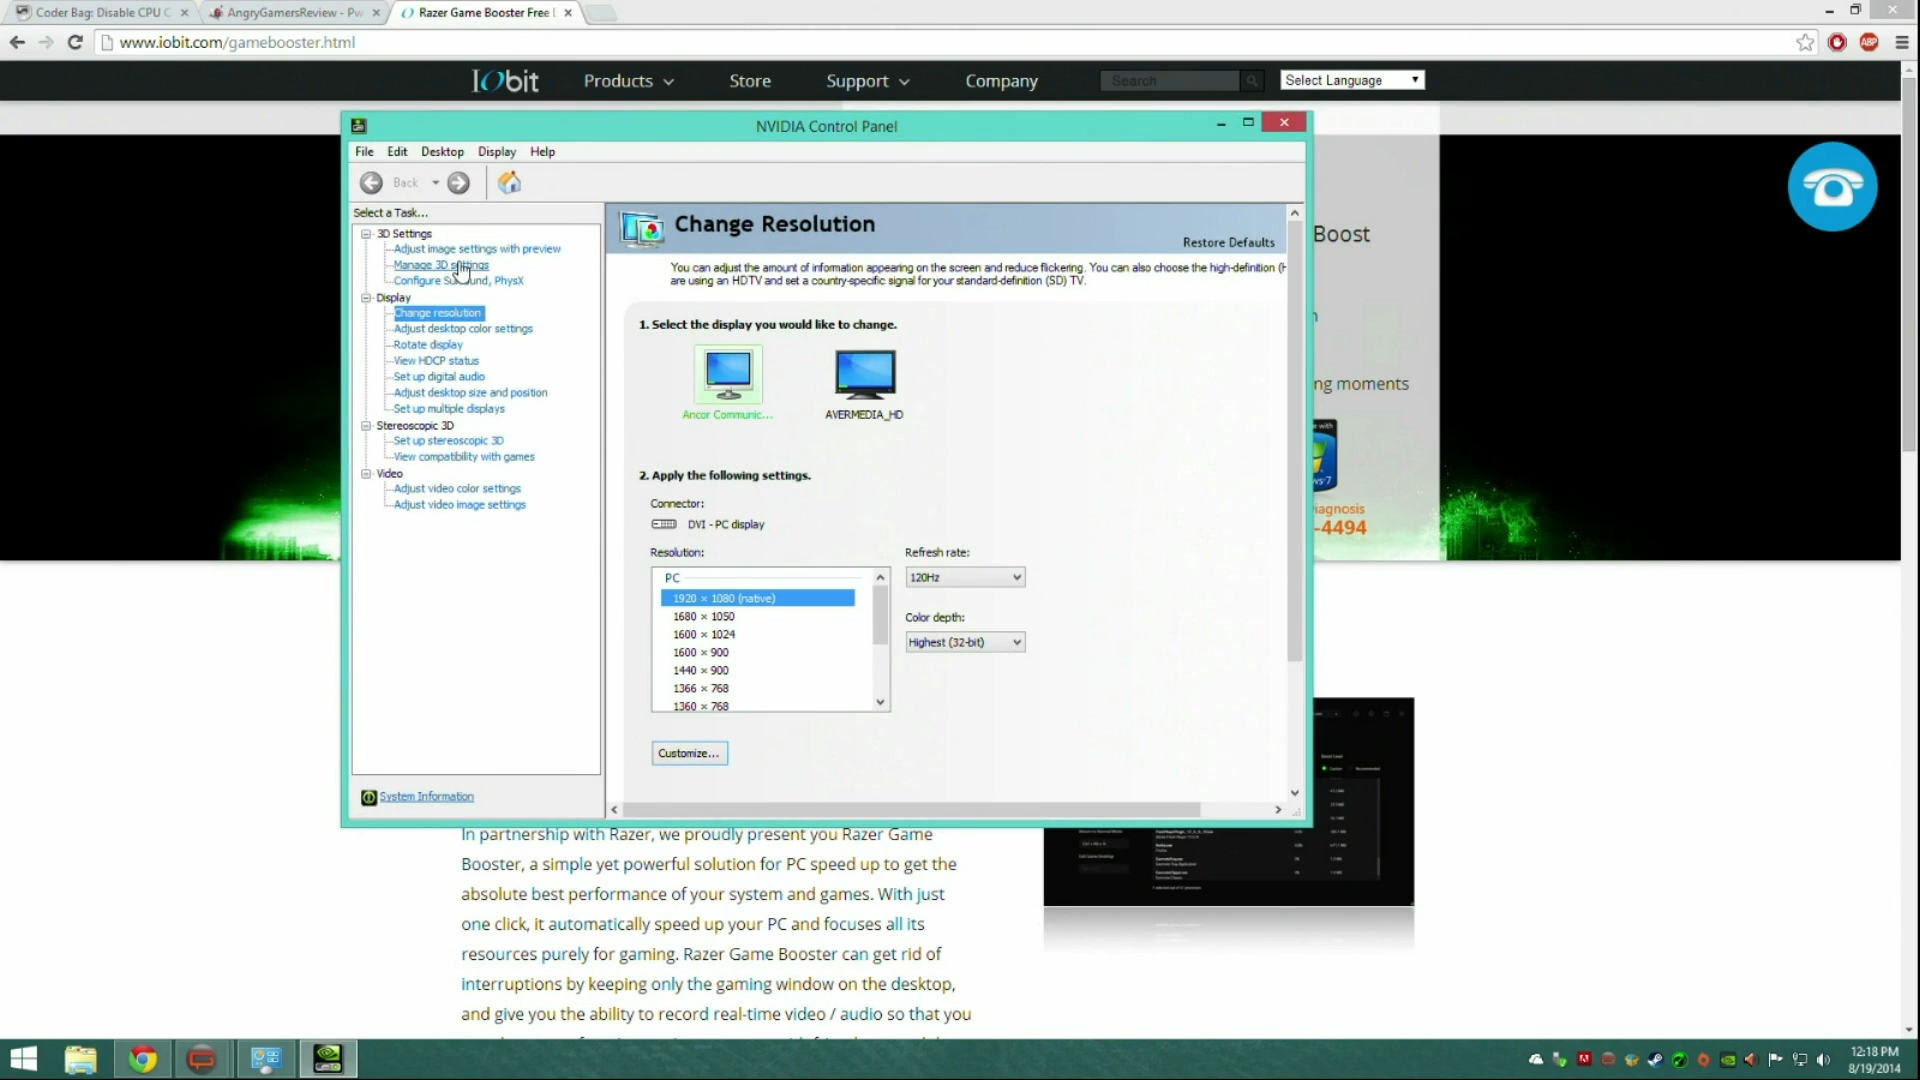 Coder Bag: Disable CPU C
AngryGamersReview - Pw
Razer Game Booster Free
www.iobit.com/gamebooster.html
ABP
IObit
Products
Store
Support
Company
Search
Select Language
NVIDIA Control Panel
File
Edit
Desktop
Display
Help
Back
Select a Task...
3D Settings
Adjust image settings with preview
Manage 3D settings
Configure Surround, PhysX
Display
Change resolution
Adjust desktop color settings
Rotate display
View HDCP status
Set up digital audio
Adjust desktop size and position
Set up multiple displays
Stereoscopic 3D
Set up stereoscopic 3D
View compatibility with games
Video
Adjust video color settings
Adjust video image settings
System Information
Change Resolution
Restore Defaults
You can adjust the amount of information appearing on the screen and reduce flickering. You can also choose the high-definition (H
are using an HDTV and set a country-specific signal for your standard-definition (SD) TV.
1. Select the display you would like to change.
Ancor Communic...
AVERMEDIA_HD
2. Apply the following settings.
Connector:
DVI - PC display
Resolution:
PC
1920 × 1080 (native)
1680 × 1050
1600 × 1024
1600 × 900
1440 × 900
1366 × 768
1360 × 768
Refresh rate:
120Hz
Color depth:
Highest (32-bit)
Customize...
Boost
n
ng moments
e with
ws-7
iagnosis
-4494
In partnership with Razer, we proudly present you Razer Game
Booster, a simple yet powerful solution for PC speed up to get the
absolute best performance of your system and games. With just
one click, it automatically speed up your PC and focuses all its
resources purely for gaming. Razer Game Booster can get rid of
interruptions by keeping only the gaming window on the desktop,
and give you the ability to record real-time video / audio so that you
12:18 PM
8/19/2014